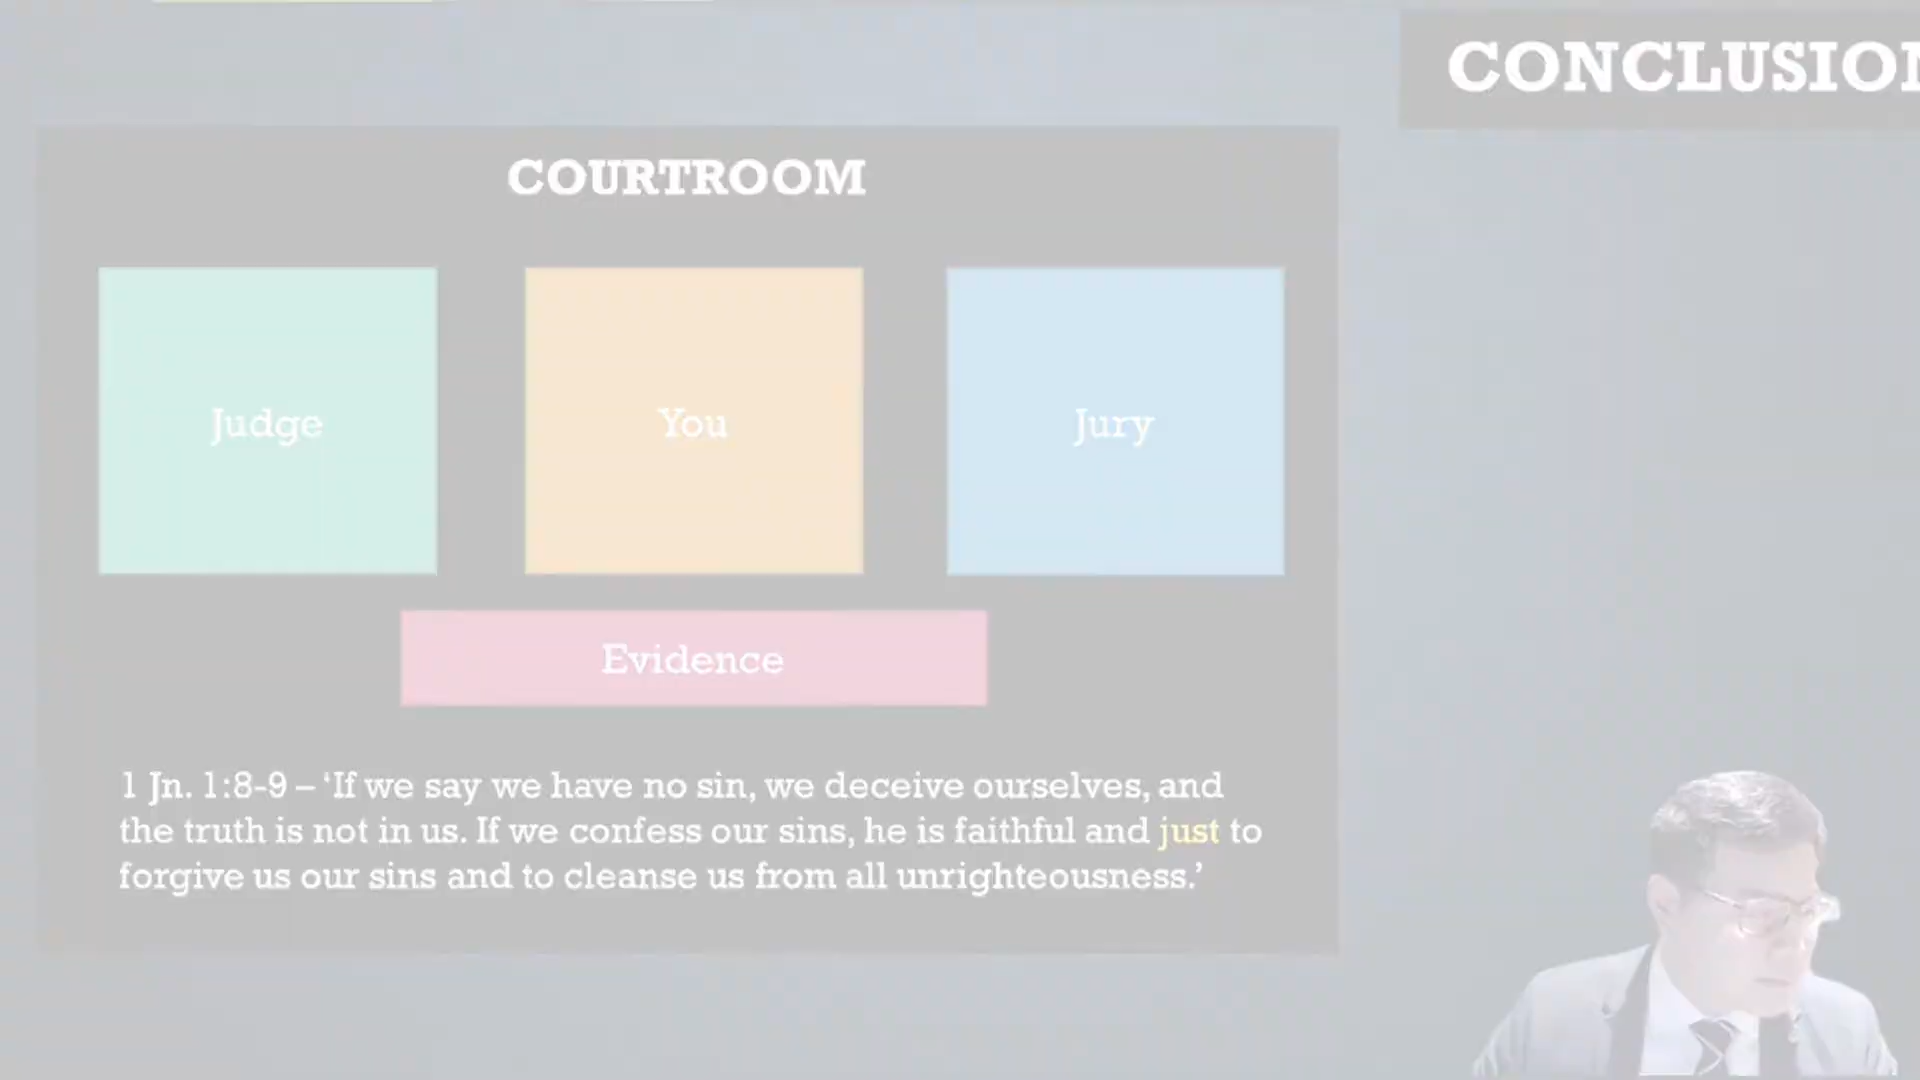 CONCLUSION
COURTROOM
Judge
You
Jury
Evidence
1 Jn. 1:8-9 – ‘If we say we have no sin, we deceive ourselves, and
the truth is not in us. If we confess our sins, he is faithful and just to
forgive us our sins and to cleanse us from all unrighteousness.’